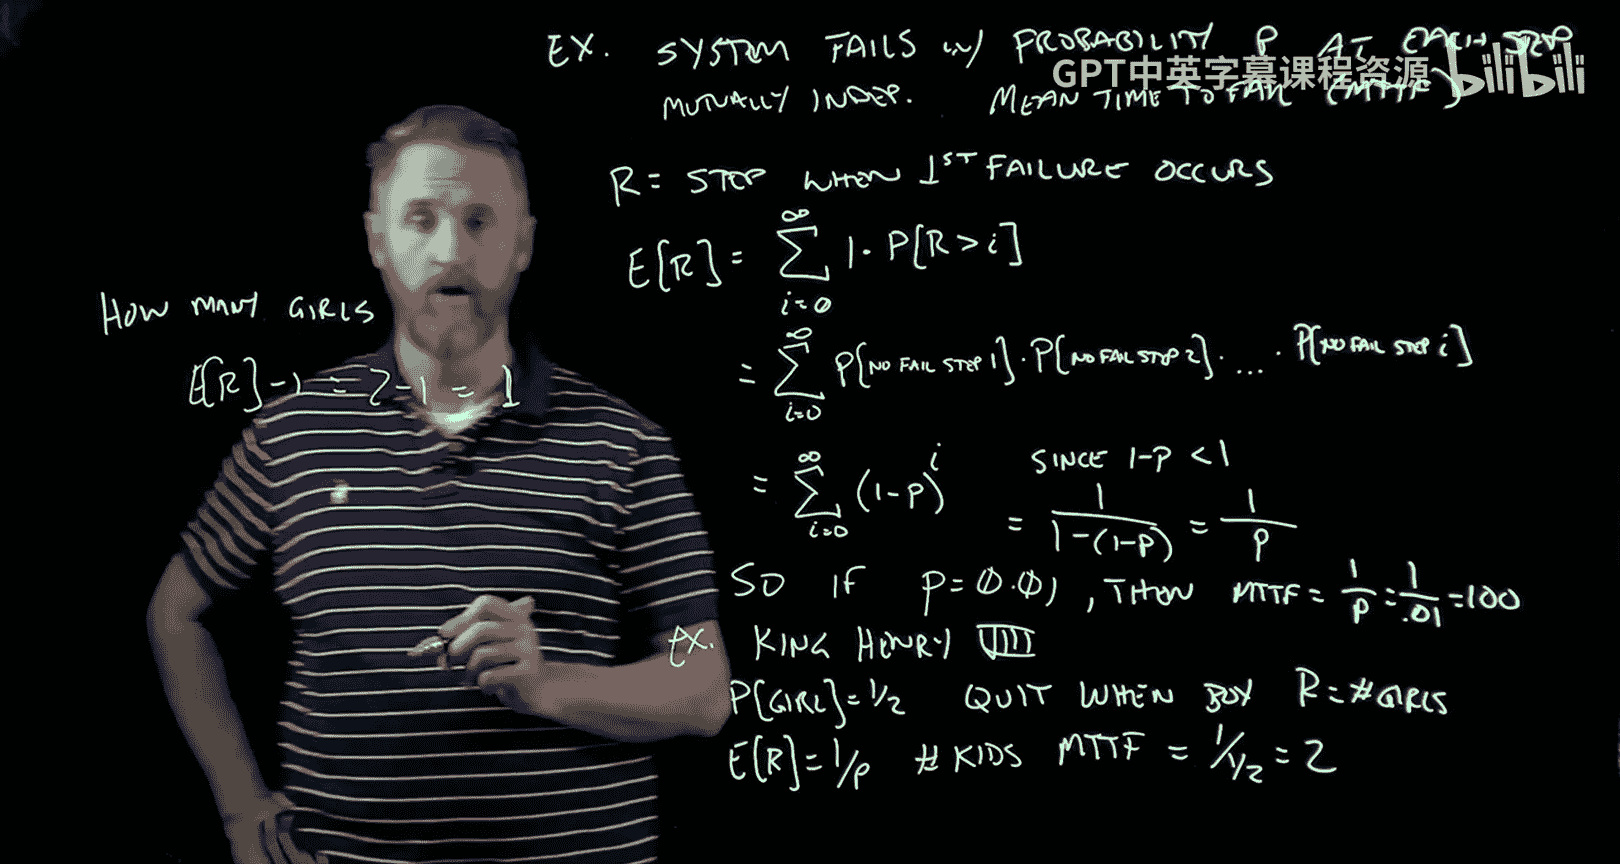 EX. SYSTEM FAILS W/ PROBABILITY P AT EACH STEP
GPT中英字幕课程资源 bilibili
MUTUALLY INDEP. MEAN TIME TO FAIL (MTTF)
R = STEP WHEN 1ST FAILURE OCCURS
E[R] = ∞ Σ i=0 1 · P[R > i]
HOW MANY GIRLS
= ∞ Σ i=0 P[NO FAIL STEP 1] · P[NO FAIL STEP 2] · ... · P[NO FAIL STEP i]
E[R] - 1 = 2 - 1 = 1
= ∞ Σ i=0 (1-P)^i SINCE 1-P < 1
= 1/(1-(1-P)) = 1/P
SO IF P = 0.01, THEN MTTF = 1/P = 1/.01 = 100
EX. KING HENRY VIII
P[GIRL] = 1/2 QUIT WHEN BOY R = # GIRLS
E[R] = 1/P # KIDS MTTF = 1/1/2 = 2